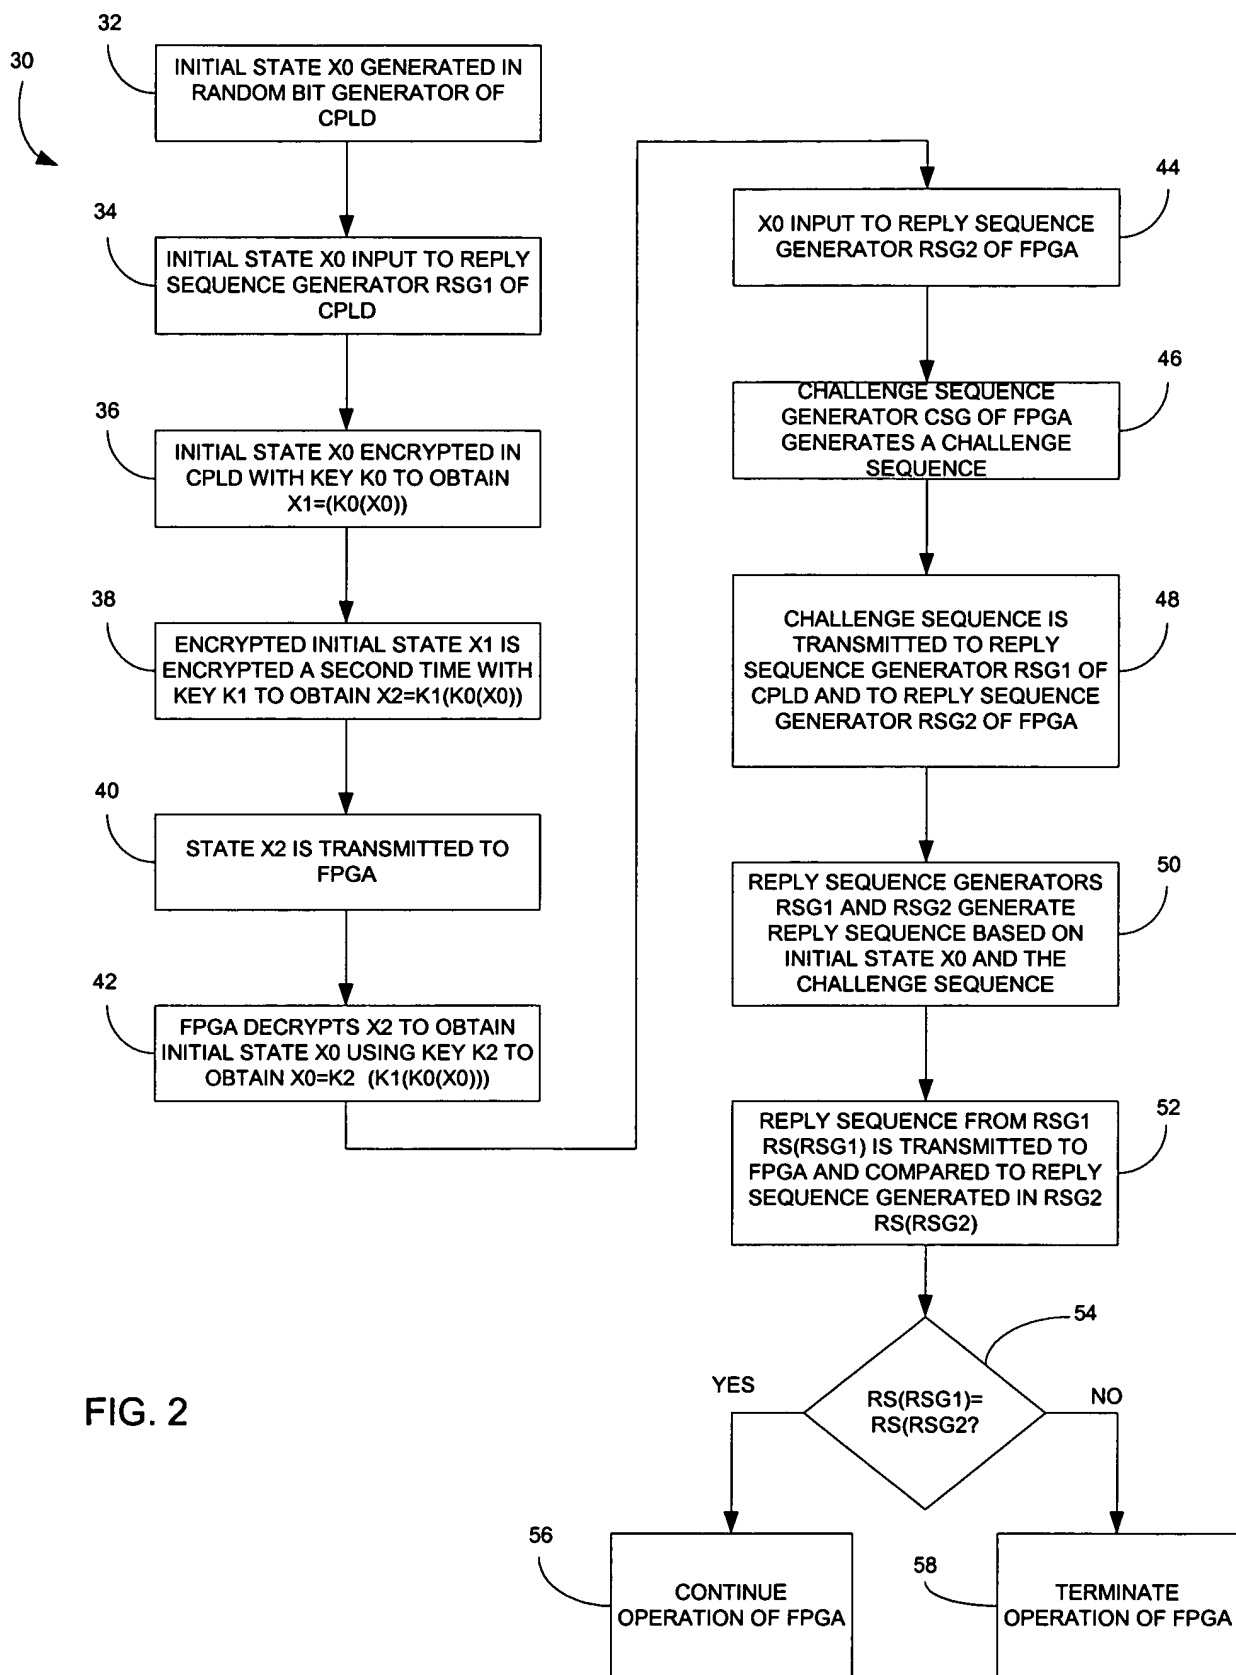 30
32
INITIAL STATE X0 GENERATED IN
RANDOM BIT GENERATOR OF
CPLD
34
INITIAL STATE X0 INPUT TO REPLY
SEQUENCE GENERATOR RSG1 OF
CPLD
36
INITIAL STATE X0 ENCRYPTED IN
CPLD WITH KEY K0 TO OBTAIN
X1=(K0(X0))
38
ENCRYPTED INITIAL STATE X1 IS
ENCRYPTED A SECOND TIME WITH
KEY K1 TO OBTAIN X2=K1(K0(X0))
40
STATE X2 IS TRANSMITTED TO
FPGA
42
FPGA DECRYPTS X2 TO OBTAIN
INITIAL STATE X0 USING KEY K2 TO
OBTAIN X0=K2 (K1(K0(X0)))
44
X0 INPUT TO REPLY SEQUENCE
GENERATOR RSG2 OF FPGA
46
CHALLENGE SEQUENCE
GENERATOR CSG OF FPGA
GENERATES A CHALLENGE
SEQUENCE
48
CHALLENGE SEQUENCE IS
TRANSMITTED TO REPLY
SEQUENCE GENERATOR RSG1 OF
CPLD AND TO REPLY SEQUENCE
GENERATOR RSG2 OF FPGA
50
REPLY SEQUENCE GENERATORS
RSG1 AND RSG2 GENERATE
REPLY SEQUENCE BASED ON
INITIAL STATE X0 AND THE
CHALLENGE SEQUENCE
52
REPLY SEQUENCE FROM RSG1
RS(RSG1) IS TRANSMITTED TO
FPGA AND COMPARED TO REPLY
SEQUENCE GENERATED IN RSG2
RS(RSG2)
54
RS(RSG1)=
RS(RSG2?
YES
NO
56
CONTINUE
OPERATION OF FPGA
58
TERMINATE
OPERATION OF FPGA
FIG. 2